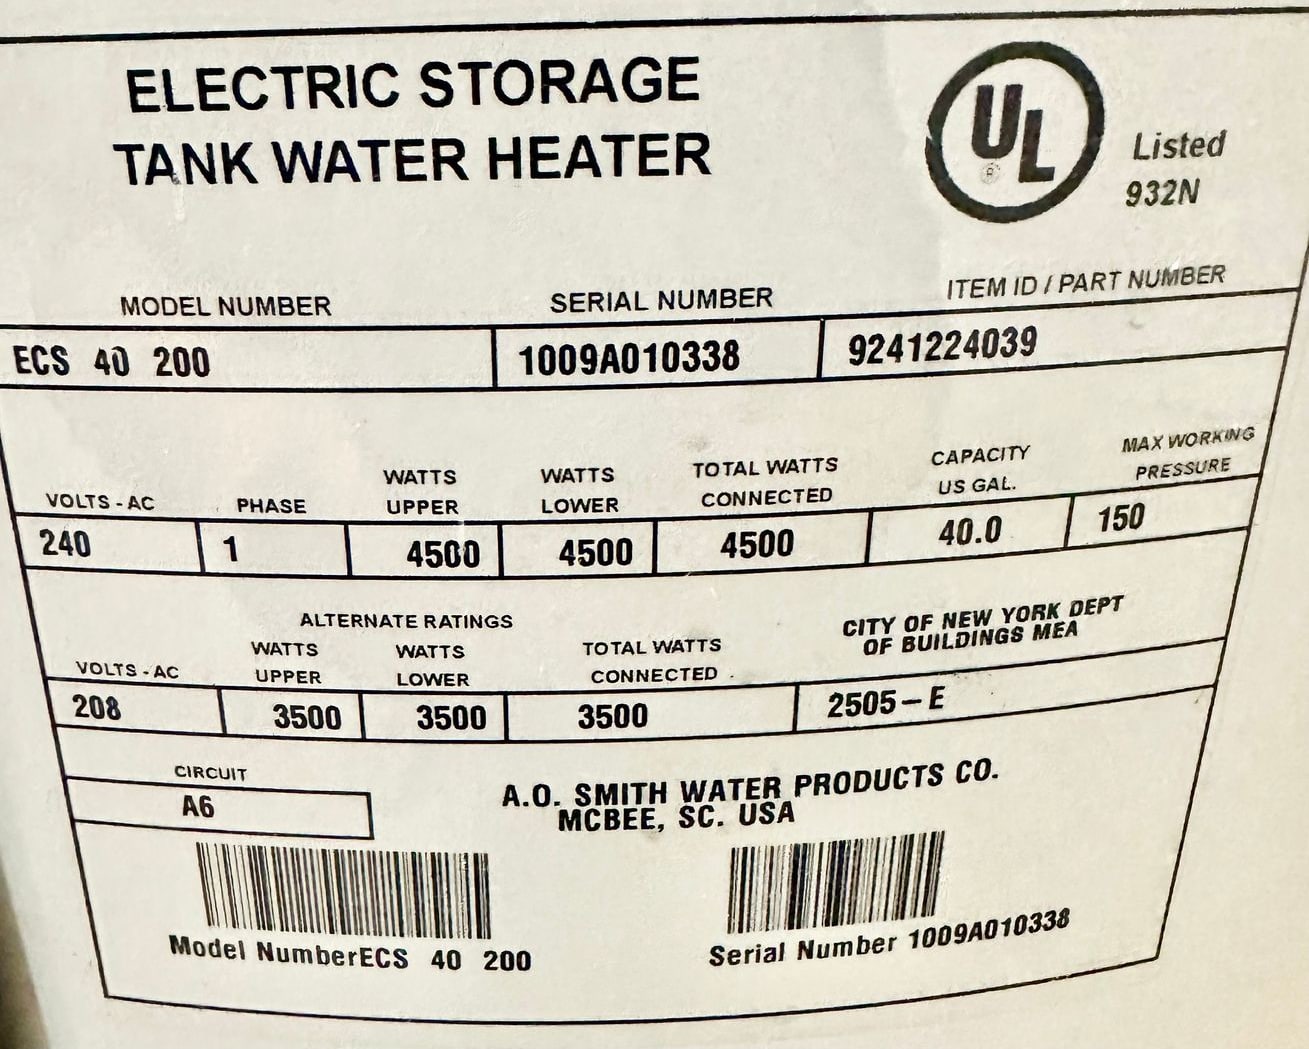 ELECTRIC STORAGE
TANK WATER HEATER
UL
®
Listed
932N
MODEL NUMBER
SERIAL NUMBER
ITEM ID / PART NUMBER
ECS 40 200
1009A010338
9241224039
VOLTS - AC
PHASE
WATTS
UPPER
WATTS
LOWER
TOTAL WATTS
CONNECTED
CAPACITY
US GAL.
MAX WORKING
PRESSURE
240
1
4500
4500
4500
40.0
150
ALTERNATE RATINGS
VOLTS - AC
WATTS
UPPER
WATTS
LOWER
TOTAL WATTS
CONNECTED
CITY OF NEW YORK DEPT
OF BUILDINGS MEA
208
3500
3500
3500
2505-E
CIRCUIT
A6
A.O. SMITH WATER PRODUCTS CO.
MCBEE, SC. USA
Model NumberECS 40 200
Serial Number 1009A010338